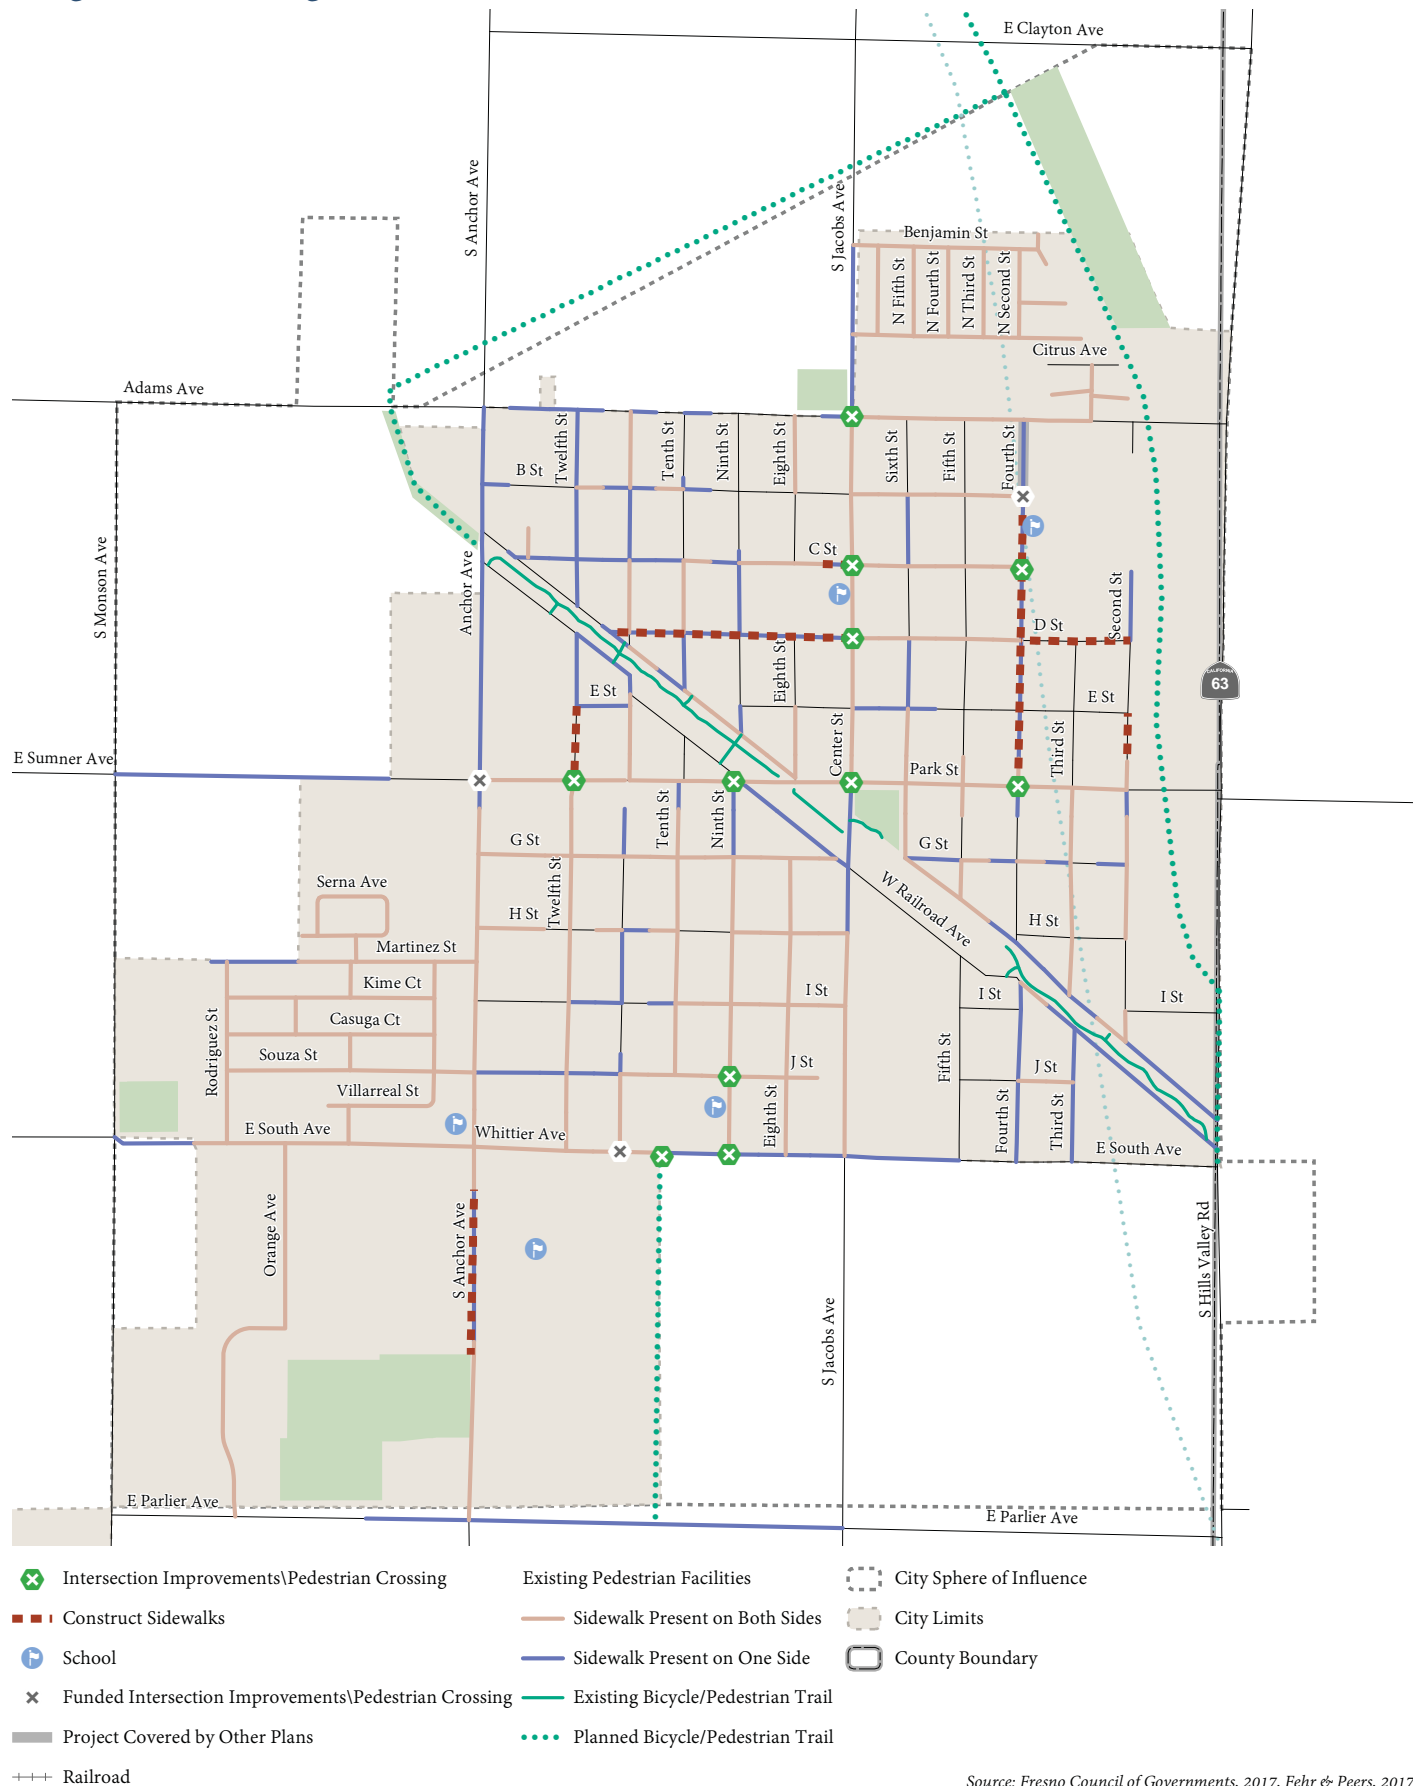 E Clayton Ave
S Anchor Ave
S Jacobs Ave
Benjamin St
N Fifth St
N Fourth St
N Third St
N Second St
Citrus Ave
Adams Ave
Twelfth St
Tenth St
Ninth St
Eighth St
Sixth St
Fifth St
Fourth St
B St
C St
S Monson Ave
Anchor Ave
Second St
D St
Eighth St
E St
E St
CALIFORNIA
63
Center St
Third St
E Sumner Ave
Park St
Tenth St
Ninth St
G St
G St
Serna Ave
Twelfth St
W Railroad Ave
H St
H St
Martinez St
Kime Ct
I St
I St
I St
Casuga Ct
Rodriguez St
Souza St
Fifth St
J St
J St
Villarreal St
Eighth St
Fourth St
Third St
E South Ave
Whittier Ave
E South Ave
Orange Ave
S Anchor Ave
S Hills Valley Rd
S Jacobs Ave
E Parlier Ave
E Parlier Ave
Intersection Improvements\Pedestrian Crossing
Construct Sidewalks
School
Funded Intersection Improvements\Pedestrian Crossing
Project Covered by Other Plans
Railroad
Existing Pedestrian Facilities
Sidewalk Present on Both Sides
Sidewalk Present on One Side
Existing Bicycle/Pedestrian Trail
Planned Bicycle/Pedestrian Trail
City Sphere of Influence
City Limits
County Boundary
Source: Fresno Council of Governments, 2017, Fehr & Peers, 2017